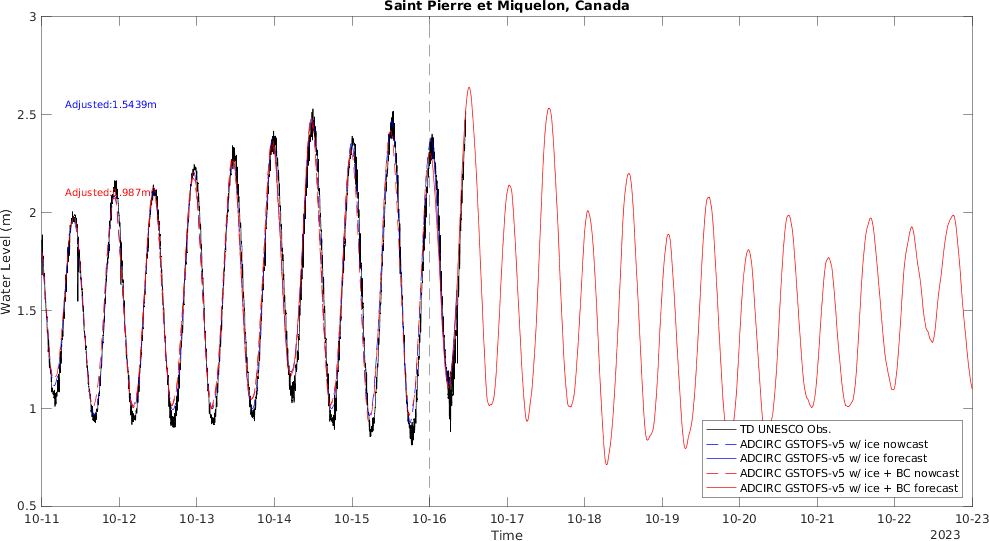 Saint Pierre et Miquelon, Canada
3
2.5
2
1.5
1
0.5
Water Level (m)
Adjusted:1.5439m
Adjusted: .987m
10-11 10-12 10-13 10-14 10-15 10-16 10-17 10-18 10-19 10-20 10-21 10-22 10-23
Time
2023
TD UNESCO Obs.
ADCIRC GSTOFS-v5 w/ ice nowcast
ADCIRC GSTOFS-v5 w/ ice forecast
ADCIRC GSTOFS-v5 w/ ice + BC nowcast
ADCIRC GSTOFS-v5 w/ ice + BC forecast